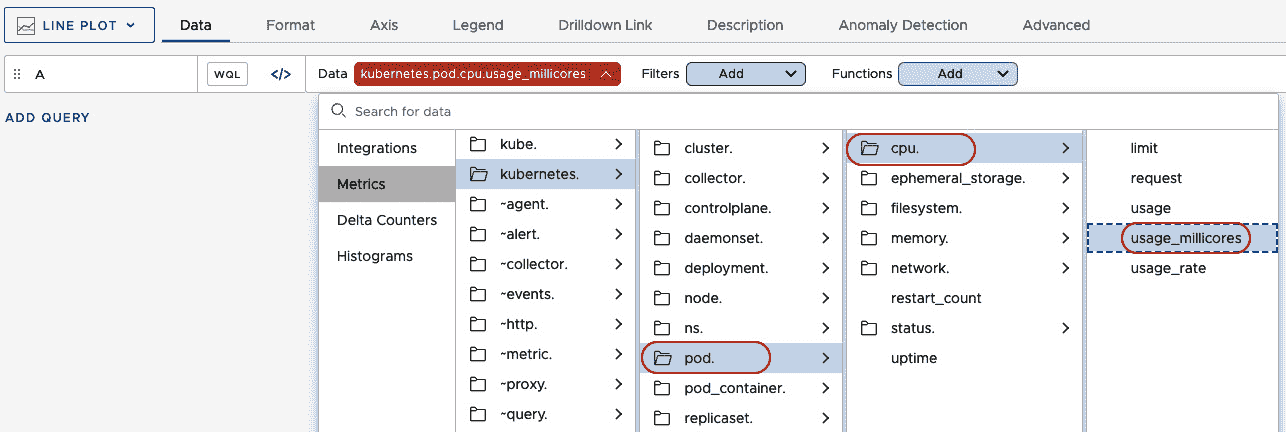 LINE PLOT Data Format Axis Legend Drilldown Link Description Anomaly Detection Advanced
A WQL </> Data kubernetes.pod.cpu.usage_millicores Filters Add Functions Add
ADD QUERY
Search for data
Integrations
Metrics
Delta Counters
Histograms
kube.
kubernetes.
~agent.
~alert.
~collector.
~events.
~http.
~metric.
~proxy.
~query.
cluster.
collector.
controlplane.
daemonset.
deployment.
node.
ns.
pod.
pod_container.
replicaset.
cpu.
ephemeral_storage.
filesystem.
memory.
network.
restart_count
status.
uptime
limit
request
usage
usage_millicores
usage_rate